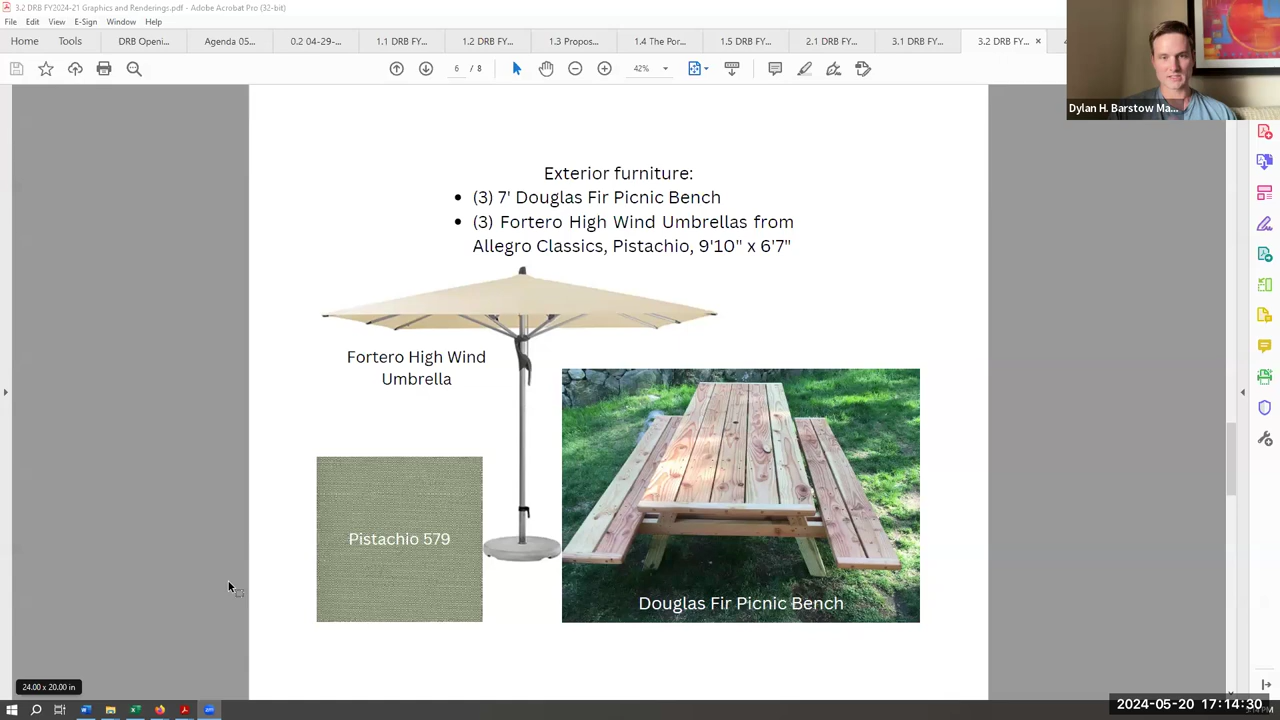 3.2 DRB FY2024-21 Graphics and Renderings.pdf - Adobe Acrobat Pro (32-bit)
File Edit View E-Sign Window Help
Home Tools DRB Openi... Agenda 05... 0.2 04-29-... 1.1 DRB FY... 1.2 DRB FY... 1.3 Propos... 1.4 The Por... 1.5 DRB FY... 2.1 DRB FY... 3.1 DRB FY... 3.2 DRB FY... ×
6 / 8 42%
Dylan H. Barstow Ma...
Exterior furniture:
• (3) 7' Douglas Fir Picnic Bench
• (3) Fortero High Wind Umbrellas from
Allegro Classics, Pistachio, 9'10" x 6'7"
Fortero High Wind
Umbrella
Pistachio 579
Douglas Fir Picnic Bench
24.00 x 20.00 in
2024-05-20 17:14:30